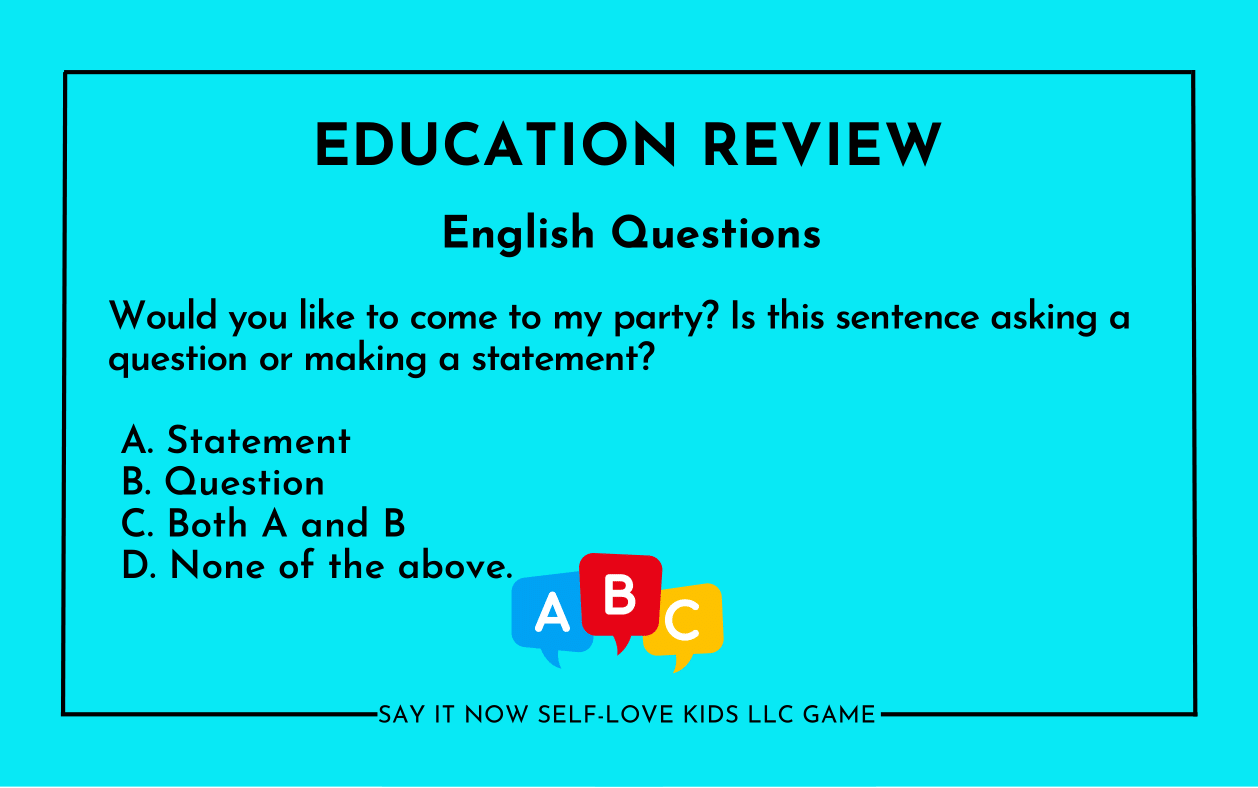 EDUCATION REVIEW
English Questions
Would you like to come to my party? Is this sentence asking a
question or making a statement?
A. Statement
B. Question
C. Both A and B
D. None of the above.
A B C
SAY IT NOW SELF-LOVE KIDS LLC GAME